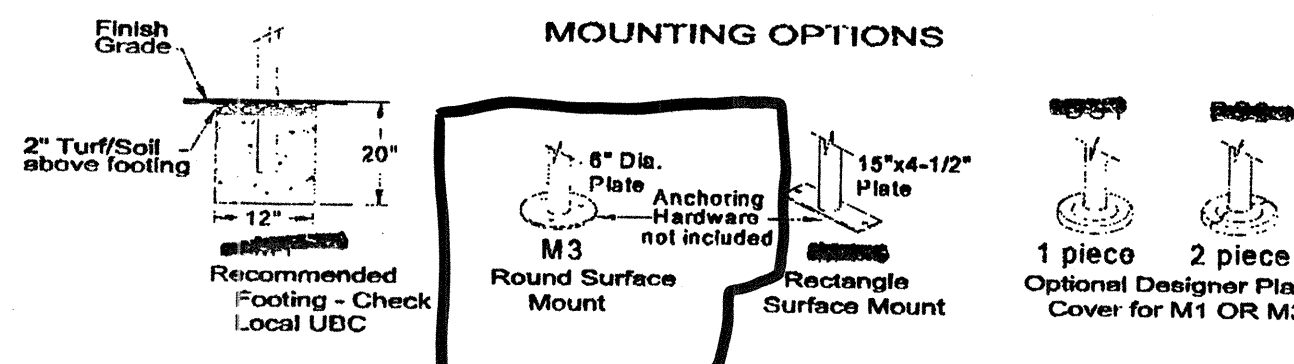 MOUNTING OPTIONS
Finish
Grade
2" Turf/Soil
above footing
20"
12"
Recommended
Footing - Check
Local UBC
6" Dia.
Plate
Anchoring
Hardware
not included
M3
Round Surface
Mount
15"x4-1/2"
Plate
Rectangle
Surface Mount
1 piece
2 piece
Optional Designer Pla
Cover for M1 OR M3